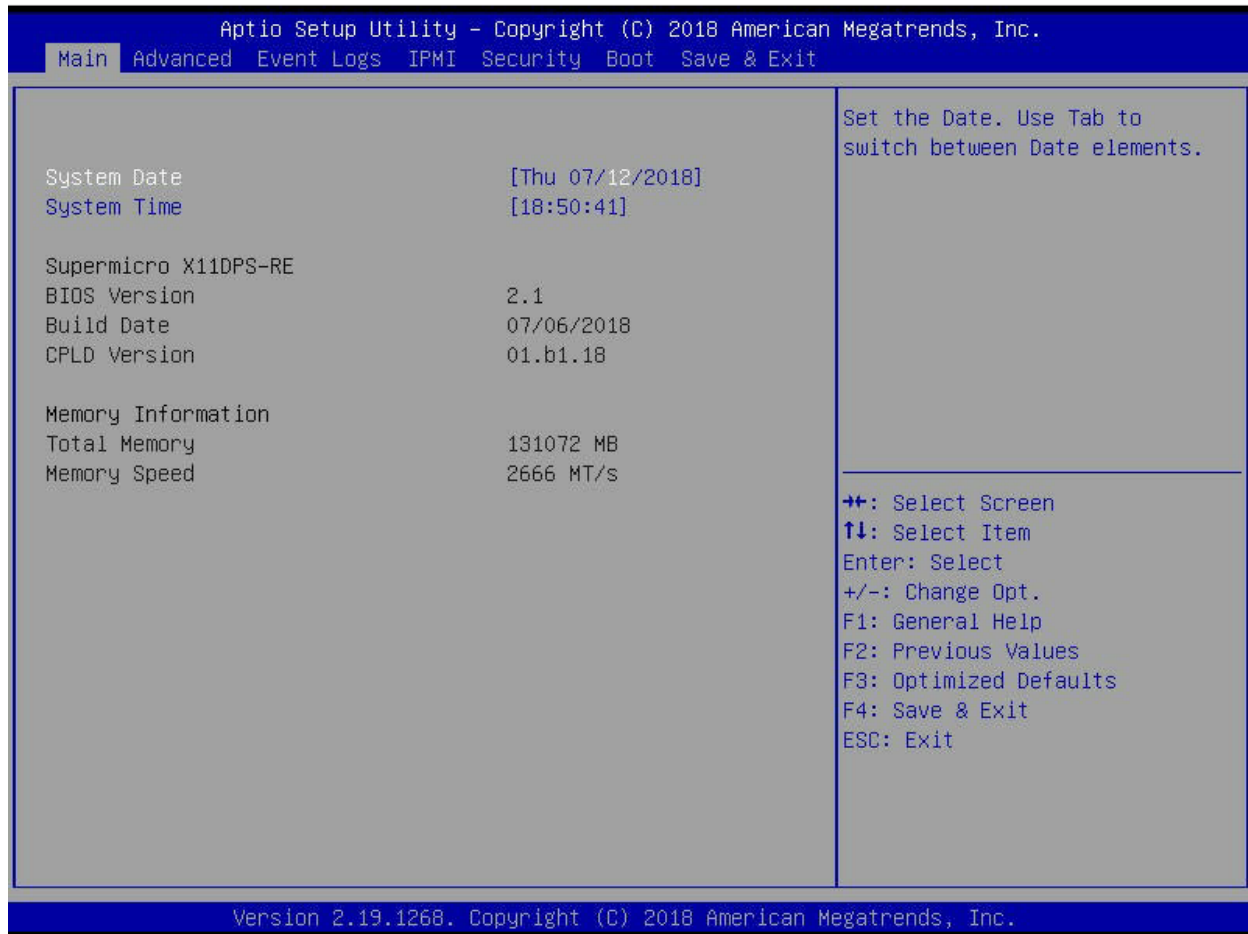 Aptio Setup Utility – Copyright (C) 2018 American Megatrends, Inc.
Main Advanced Event Logs IPMI Security Boot Save & Exit
Set the Date. Use Tab to
switch between Date elements.
System Date [Thu 07/12/2018]
System Time [18:50:41]
Supermicro X11DPS-RE
BIOS Version 2.1
Build Date 07/06/2018
CPLD Version 01.b1.18
Memory Information
Total Memory 131072 MB
Memory Speed 2666 MT/s
→←: Select Screen
↑↓: Select Item
Enter: Select
+/-: Change Opt.
F1: General Help
F2: Previous Values
F3: Optimized Defaults
F4: Save & Exit
ESC: Exit
Version 2.19.1268. Copyright (C) 2018 American Megatrends, Inc.